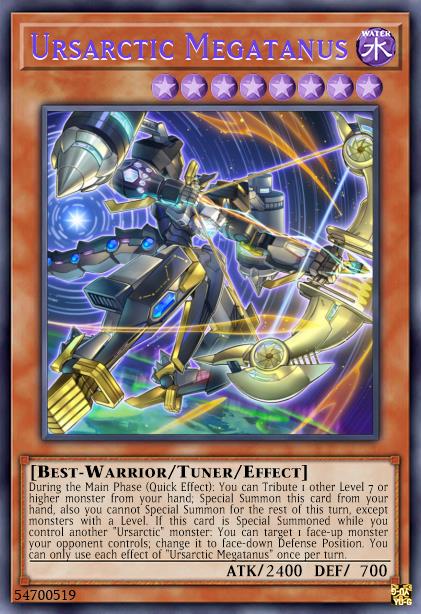 URSARCTIC MEGATANUS
WATER
水
[BEST-WARRIOR/TUNER/EFFECT]
During the Main Phase (Quick Effect): You can Tribute 1 other Level 7 or
higher monster from your hand; Special Summon this card from your
hand, also you cannot Special Summon for the rest of this turn, except
monsters with a Level. If this card is Special Summoned while you
control another "Ursarctic" monster: You can target 1 face-up monster
your opponent controls; change it to face-down Defense Position. You
can only use each effect of "Ursarctic Megatanus" once per turn.
ATK/2400 DEF/ 700
54700519